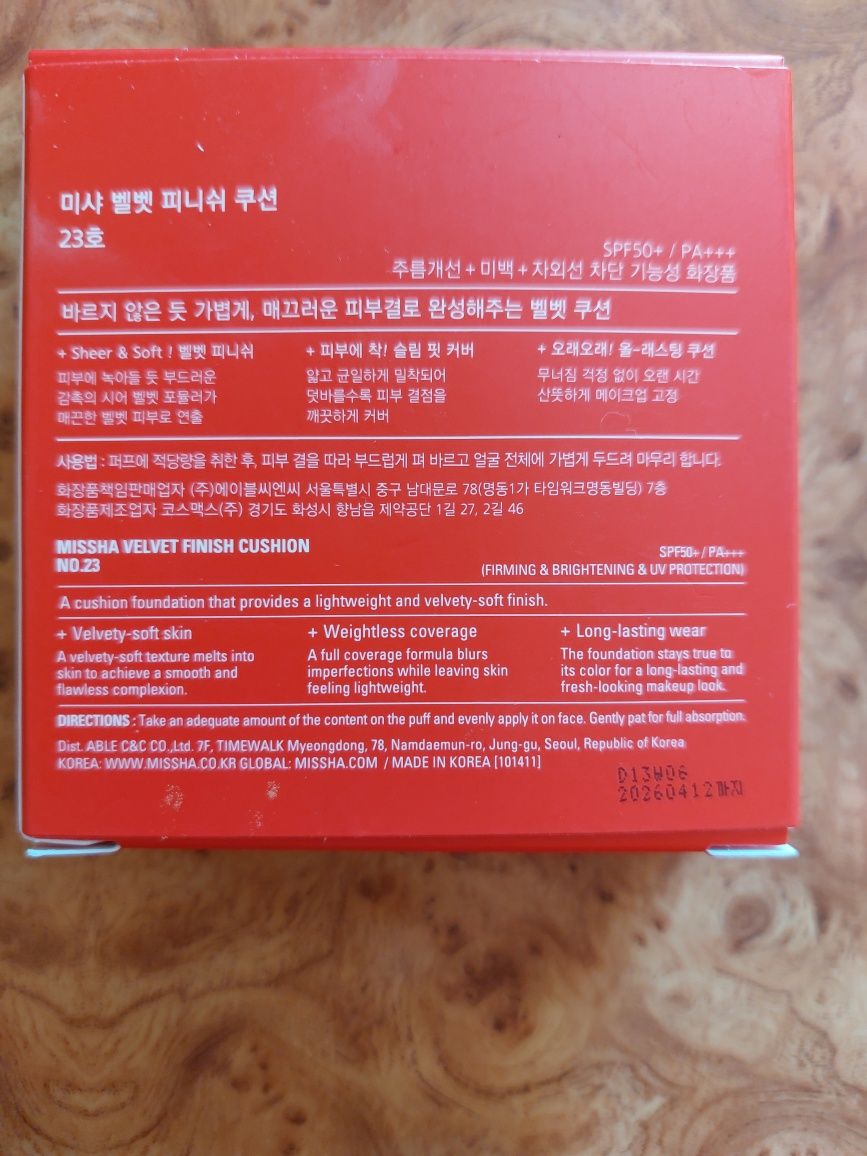 미샤 벨벳 피니쉬 쿠션
23호
SPF50+ / PA+++
주름개선 + 미백 + 자외선 차단 기능성 화장품
바르지 않은 듯 가볍게, 매끄러운 피부결로 완성해주는 벨벳 쿠션
+ Sheer & Soft ! 벨벳 피니쉬
피부에 녹아들 듯 부드러운
감촉의 시어 벨벳 포뮬러가
매끈한 벨벳 피부로 연출
+ 피부에 착! 슬림 핏 커버
얇고 균일하게 밀착되어
덧바를수록 피부 결점을
깨끗하게 커버
+ 오래오래! 올-래스팅 쿠션
무너짐 걱정 없이 오랜 시간
산뜻하게 메이크업 고정
사용법 : 퍼프에 적당량을 취한 후, 피부 결을 따라 부드럽게 펴 바르고 얼굴 전체에 가볍게 두드려 마무리 합니다.
화장품책임판매업자 (주)에이블씨엔씨 서울특별시 중구 남대문로 78(명동1가 타임워크명동빌딩) 7층
화장품제조업자 코스맥스(주) 경기도 화성시 향남읍 제약공단 1길 27, 2길 46
MISSHA VELVET FINISH CUSHION
NO.23
SPF50+ / PA+++
(FIRMING & BRIGHTENING & UV PROTECTION)
A cushion foundation that provides a lightweight and velvety-soft finish.
+ Velvety-soft skin
A velvety-soft texture melts into
skin to achieve a smooth and
flawless complexion.
+ Weightless coverage
A full coverage formula blurs
imperfections while leaving skin
feeling lightweight.
+ Long-lasting wear
The foundation stays true to
its color for a long-lasting and
fresh-looking makeup look.
DIRECTIONS : Take an adequate amount of the content on the puff and evenly apply it on face. Gently pat for full absorption.
Dist. ABLE C&C CO.,Ltd. 7F, TIMEWALK Myeongdong, 78, Namdaemun-ro, Jung-gu, Seoul, Republic of Korea
KOREA: WWW.MISSHA.CO.KR GLOBAL: MISSHA.COM / MADE IN KOREA [101411]
D13W06
20260412까지